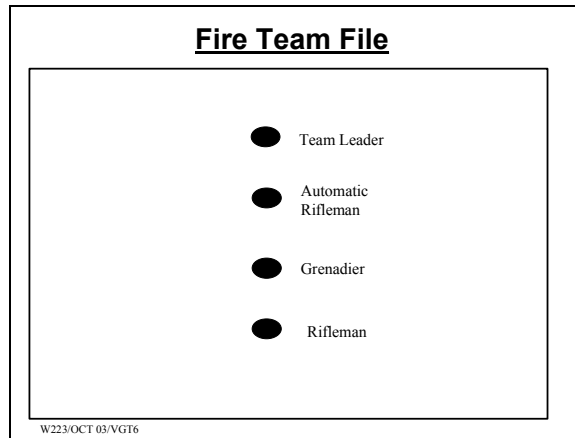 Fire Team File
Team Leader
Automatic
Rifleman
Grenadier
Rifleman
W223/OCT 03/VGT6